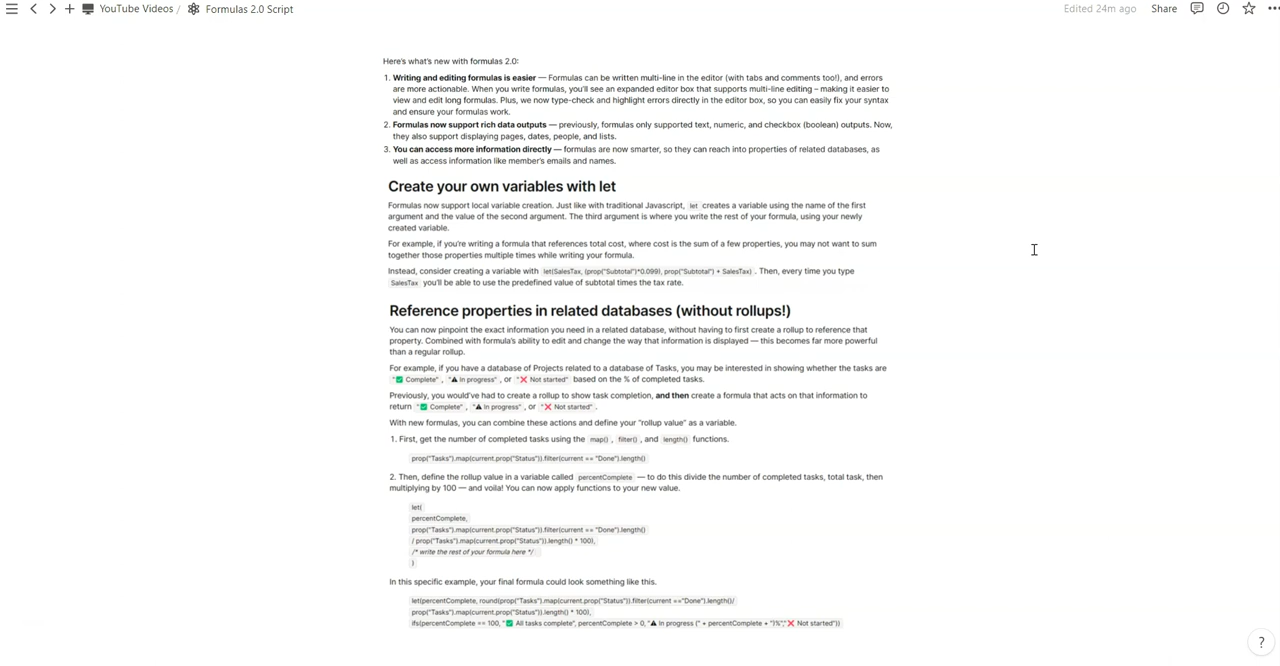 YouTube Videos / Formulas 2.0 Script
Edited 24m ago Share
Here's what's new with formulas 2.0:
1. Writing and editing formulas is easier — Formulas can be written multi-line in the editor (with tabs and comments too!), and errors
are more actionable. When you write formulas, you'll see an expanded editor box that supports multi-line editing – making it easier to
view and edit long formulas. Plus, we now type-check and highlight errors directly in the editor box, so you can easily fix your syntax
and ensure your formulas work.
2. Formulas now support rich data outputs — previously, formulas only supported text, numeric, and checkbox (boolean) outputs. Now,
they also support displaying pages, dates, people, and lists.
3. You can access more information directly — formulas are now smarter, so they can reach into properties of related databases, as
well as access information like member's emails and names.
Create your own variables with let
Formulas now support local variable creation. Just like with traditional Javascript, let creates a variable using the name of the first
argument and the value of the second argument. The third argument is where you write the rest of your formula, using your newly
created variable.
For example, if you're writing a formula that references total cost, where cost is the sum of a few properties, you may not want to sum
together those properties multiple times while writing your formula.
Instead, consider creating a variable with let(SalesTax, (prop("Subtotal")*0.099), prop("Subtotal") + SalesTax) . Then, every time you type
SalesTax you'll be able to use the predefined value of subtotal times the tax rate.
Reference properties in related databases (without rollups!)
You can now pinpoint the exact information you need in a related database, without having to first create a rollup to reference that
property. Combined with formula's ability to edit and change the way that information is displayed — this becomes far more powerful
than a regular rollup.
For example, if you have a database of Projects related to a database of Tasks, you may be interested in showing whether the tasks are
"✅ Complete" , "⚠ In progress" , or "❌ Not started" based on the % of completed tasks.
Previously, you would've had to create a rollup to show task completion, and then create a formula that acts on that information to
return "✅ Complete" , "⚠ In progress" , or "❌ Not started" .
With new formulas, you can combine these actions and define your "rollup value" as a variable.
1. First, get the number of completed tasks using the map() , filter() , and length() functions.
prop("Tasks").map(current.prop("Status")).filter(current == "Done").length()
2. Then, define the rollup value in a variable called percentComplete — to do this divide the number of completed tasks, total task, then
multiplying by 100 — and voila! You can now apply functions to your new value.
let(
percentComplete,
prop("Tasks").map(current.prop("Status")).filter(current == "Done").length()
/ prop("Tasks").map(current.prop("Status")).length() * 100),
/* write the rest of your formula here */
)
In this specific example, your final formula could look something like this.
let(percentComplete, round(prop("Tasks").map(current.prop("Status")).filter(current =="Done").length()/
prop("Tasks").map(current.prop("Status")).length() * 100),
ifs(percentComplete == 100, "✅ All tasks complete", percentComplete > 0, "⚠ In progress (" + percentComplete + ")%","❌ Not started"))
?